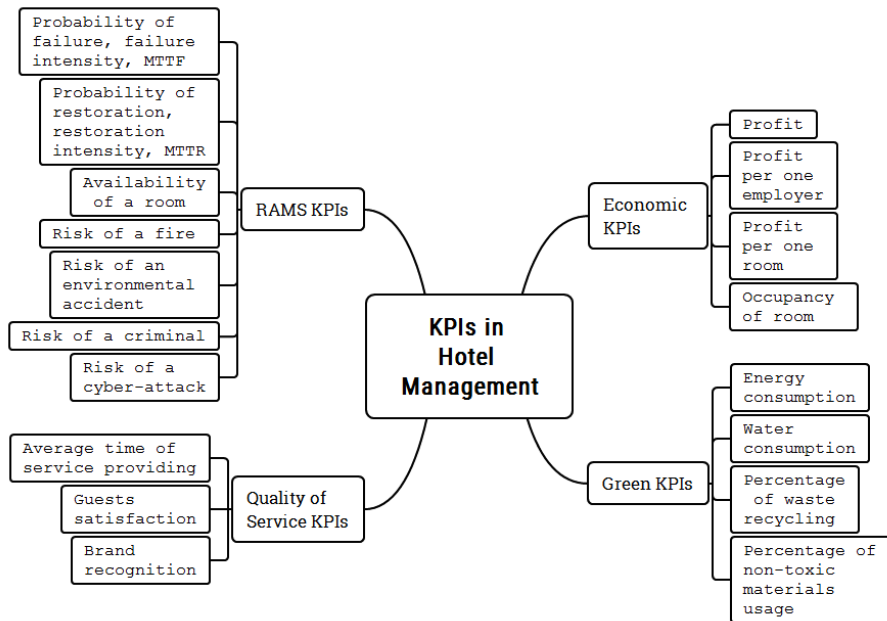 Probability of
failure, failure
intensity, MTTF
Probability of
restoration,
restoration
intensity, MTTR
Availability
of a room
Risk of a fire
Risk of an
environmental
accident
Risk of a criminal
Risk of a
cyber-attack
RAMS KPIs
Average time of
service providing
Guests
satisfaction
Brand
recognition
Quality of
Service KPIs
KPIs in
Hotel
Management
Economic
KPIs
Profit
Profit
per one
employer
Profit
per one
room
Occupancy
of room
Green KPIs
Energy
consumption
Water
consumption
Percentage
of waste
recycling
Percentage of
non-toxic
materials
usage